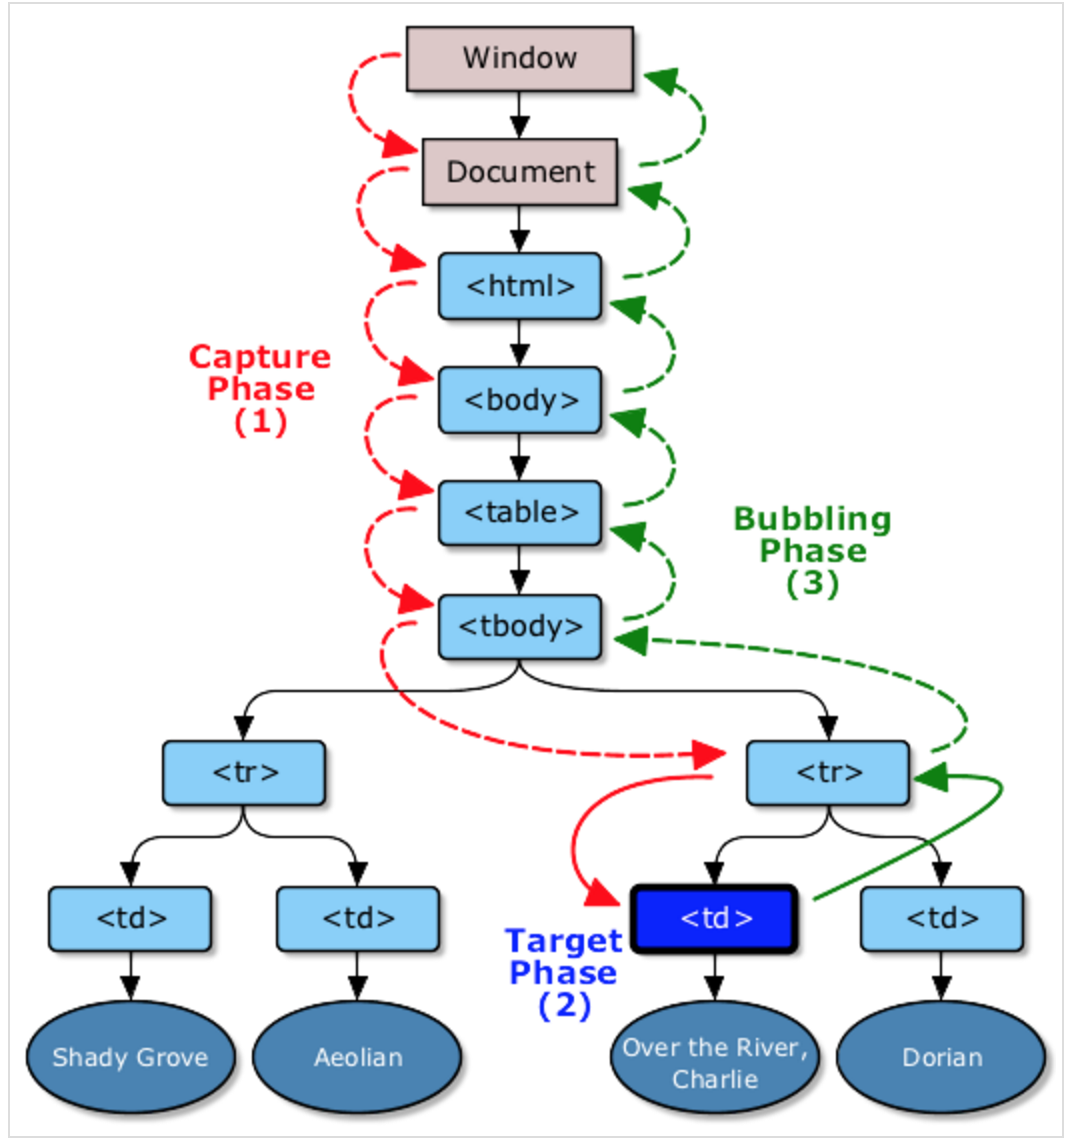 Window
Document
<html>
<body>
Capture
Phase
(1)
<table>
Bubbling
Phase
(3)
<tbody>
<tr>
<tr>
<td>
<td>
<td>
<td>
Target
Phase
(2)
Shady Grove
Aeolian
Over the River,
Charlie
Dorian